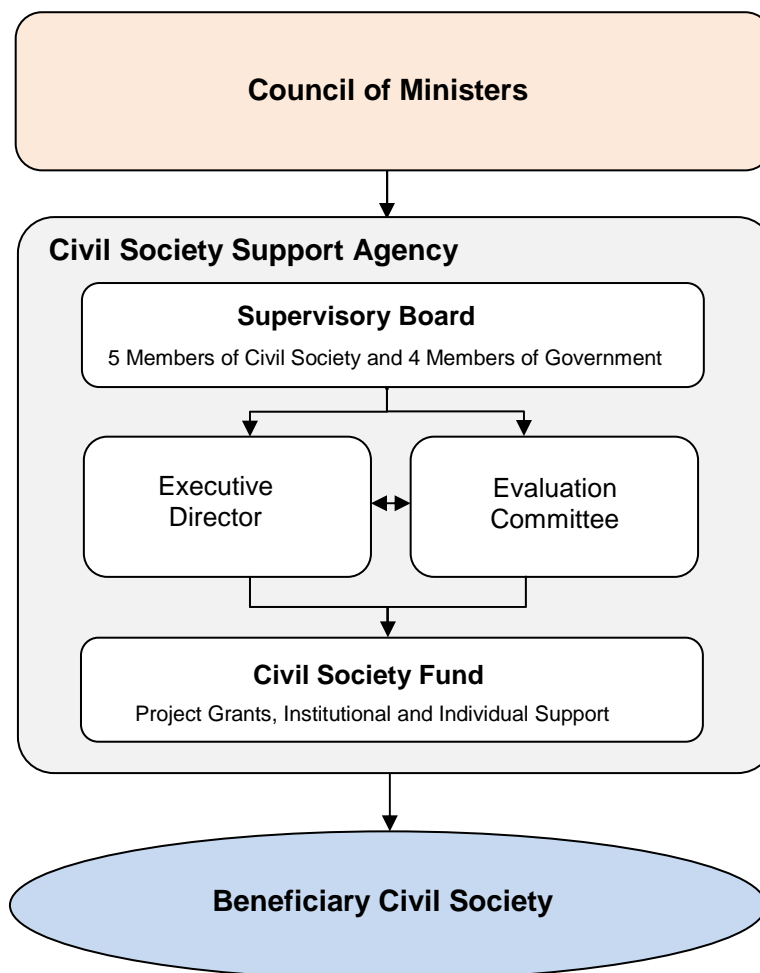 Council of Ministers
Civil Society Support Agency
Supervisory Board
5 Members of Civil Society and 4 Members of Government
Executive
Director
Evaluation
Committee
Civil Society Fund
Project Grants, Institutional and Individual Support
Beneficiary Civil Society